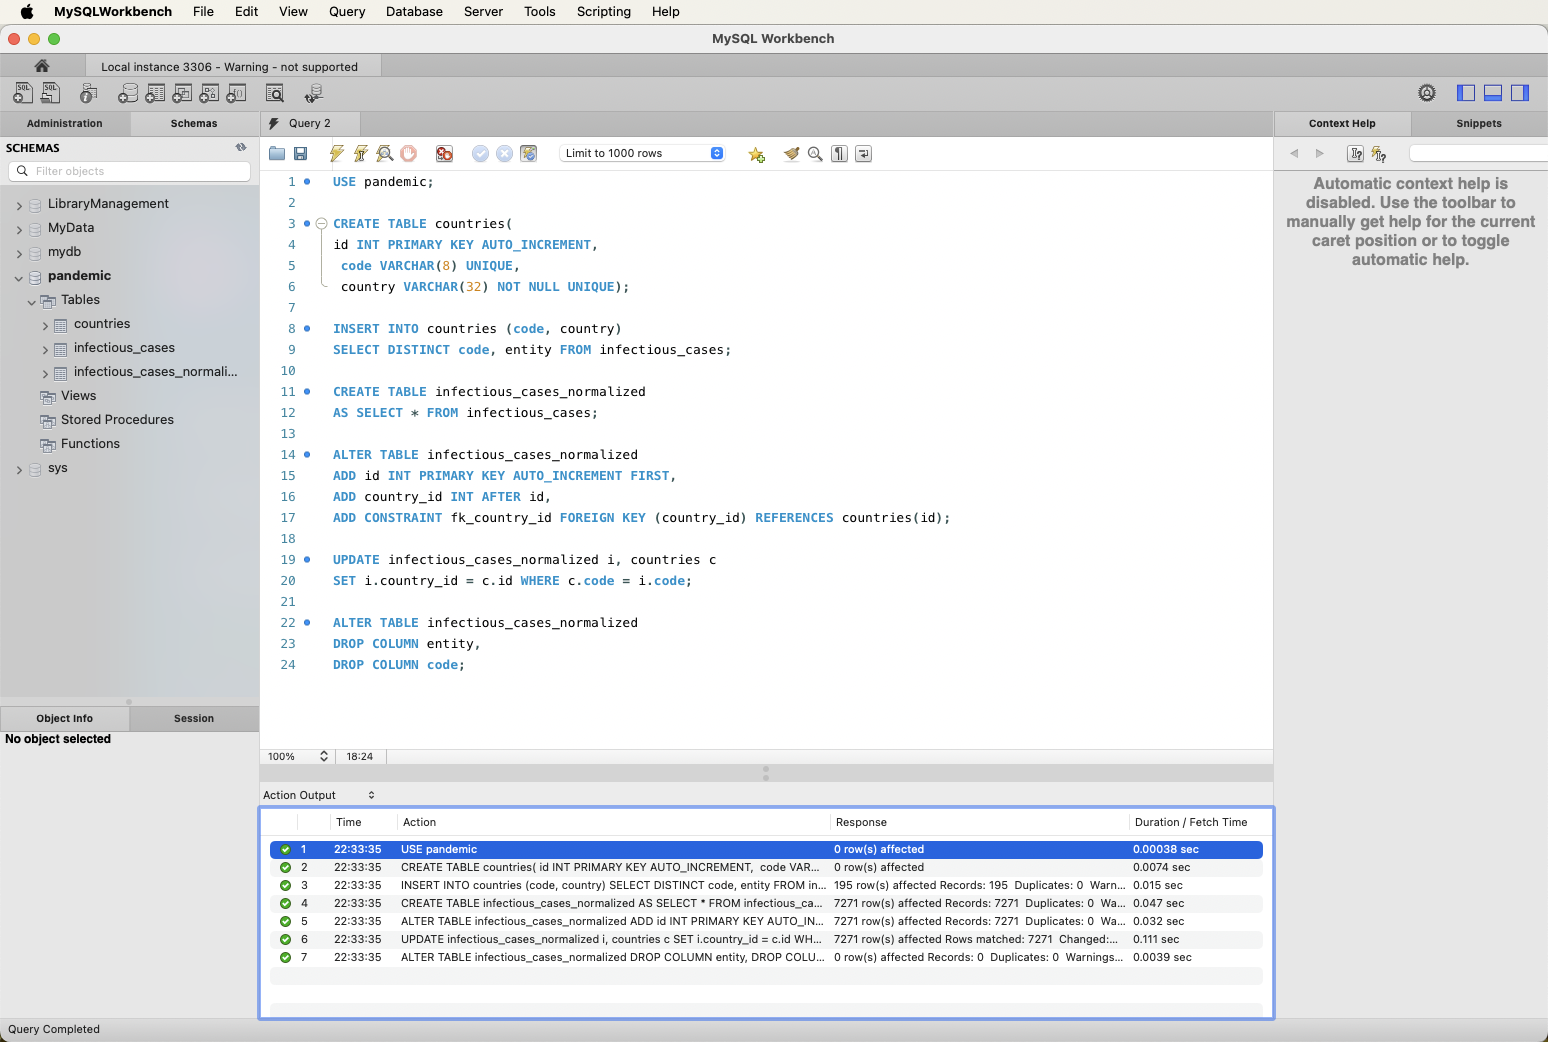 MySQLWorkbench File Edit View Query Database Server Tools Scripting Help
MySQL Workbench
Local instance 3306 - Warning - not supported
Administration Schemas
SCHEMAS
Filter objects
LibraryManagement
MyData
mydb
pandemic
Tables
countries
infectious_cases
infectious_cases_normali...
Views
Stored Procedures
Functions
sys
Object Info Session
No object selected
Query 2
Limit to 1000 rows
1 USE pandemic;
2
3 CREATE TABLE countries(
4 id INT PRIMARY KEY AUTO_INCREMENT,
5 code VARCHAR(8) UNIQUE,
6 country VARCHAR(32) NOT NULL UNIQUE);
7
8 INSERT INTO countries (code, country)
9 SELECT DISTINCT code, entity FROM infectious_cases;
10
11 CREATE TABLE infectious_cases_normalized
12 AS SELECT * FROM infectious_cases;
13
14 ALTER TABLE infectious_cases_normalized
15 ADD id INT PRIMARY KEY AUTO_INCREMENT FIRST,
16 ADD country_id INT AFTER id,
17 ADD CONSTRAINT fk_country_id FOREIGN KEY (country_id) REFERENCES countries(id);
18
19 UPDATE infectious_cases_normalized i, countries c
20 SET i.country_id = c.id WHERE c.code = i.code;
21
22 ALTER TABLE infectious_cases_normalized
23 DROP COLUMN entity,
24 DROP COLUMN code;
100% 18:24
Context Help Snippets
Automatic context help is
disabled. Use the toolbar to
manually get help for the current
caret position or to toggle
automatic help.
Action Output
Time Action Response Duration / Fetch Time
1 22:33:35 USE pandemic 0 row(s) affected 0.00038 sec
2 22:33:35 CREATE TABLE countries( id INT PRIMARY KEY AUTO_INCREMENT, code VAR... 0 row(s) affected 0.0074 sec
3 22:33:35 INSERT INTO countries (code, country) SELECT DISTINCT code, entity FROM in... 195 row(s) affected Records: 195 Duplicates: 0 Warn... 0.015 sec
4 22:33:35 CREATE TABLE infectious_cases_normalized AS SELECT * FROM infectious_ca... 7271 row(s) affected Records: 7271 Duplicates: 0 Wa... 0.047 sec
5 22:33:35 ALTER TABLE infectious_cases_normalized ADD id INT PRIMARY KEY AUTO_IN... 7271 row(s) affected Records: 7271 Duplicates: 0 Wa... 0.032 sec
6 22:33:35 UPDATE infectious_cases_normalized i, countries c SET i.country_id = c.id WH... 7271 row(s) affected Rows matched: 7271 Changed:... 0.111 sec
7 22:33:35 ALTER TABLE infectious_cases_normalized DROP COLUMN entity, DROP COLU... 0 row(s) affected Records: 0 Duplicates: 0 Warnings... 0.0039 sec
Query Completed